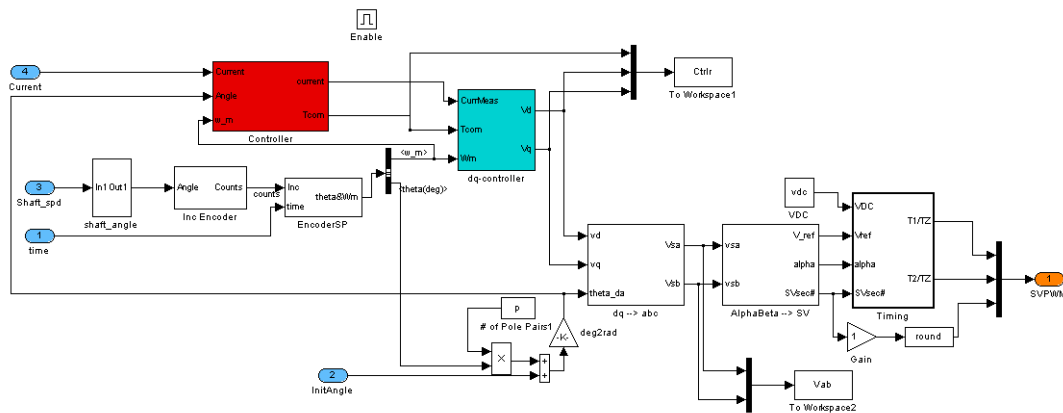 Enable
4
Current
Current
current
Angle
Tcom
w_m
Controller
CurrMeas
Vd
Tcom
Vq
Wm
dq-controller
Ctrlr
To Workspace1
<w_m>
<theta(deg)>
3
Shaft_spd
In1 Out1
shaft_angle
Angle
Counts
Inc Encoder
counts
Inc
time
theta&Wm
EncoderSP
1
time
vd
Vsa
vq
Vsb
theta_da
dq --> abc
vdc
VDC
vsa
V_ref
alpha
vsb
SVsec#
AlphaBeta --> SV
VDC
T1/TZ
Vref
alpha
T2/TZ
SVsec#
Timing
1
SVPWM
p
# of Pole Pairs1
-K-
deg2rad
×
+
+
2
InitAngle
1
Gain
round
Vab
To Workspace2